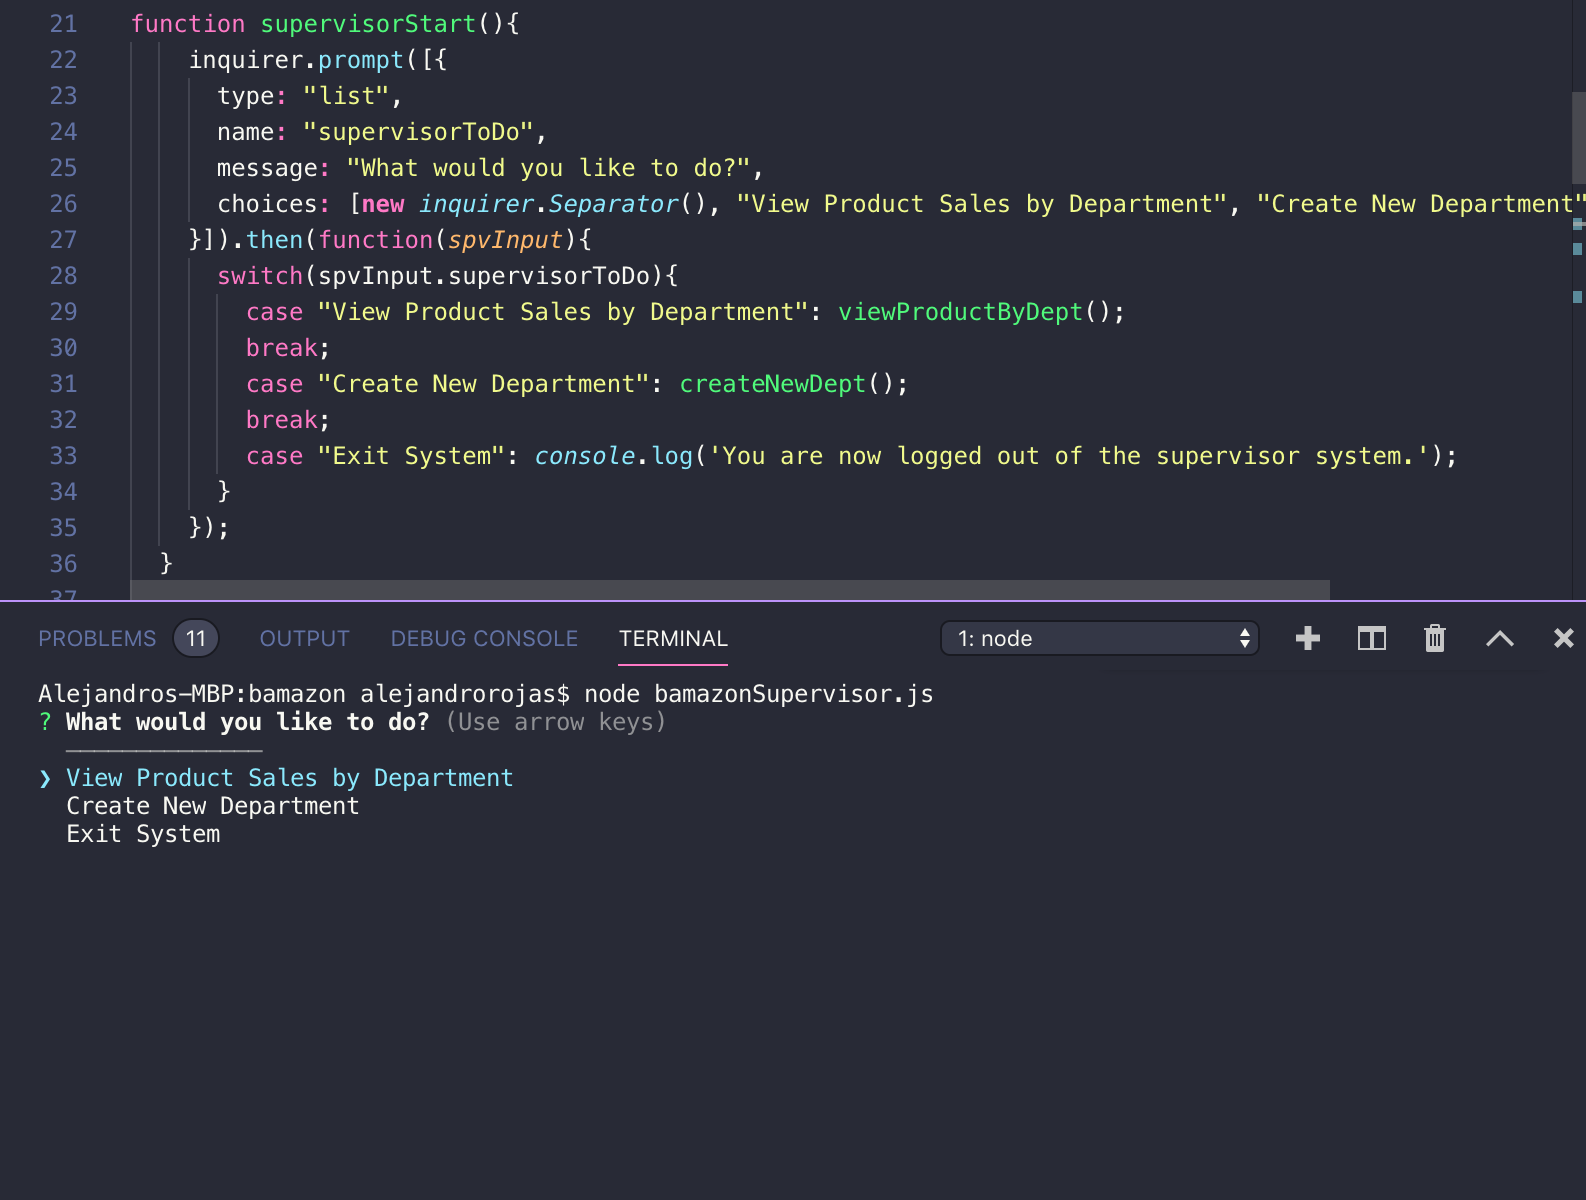 21 function supervisorStart(){
22 inquirer.prompt([{
23 type: "list",
24 name: "supervisorToDo",
25 message: "What would you like to do?",
26 choices: [new inquirer.Separator(), "View Product Sales by Department", "Create New Department"
27 }]).then(function(spvInput){
28 switch(spvInput.supervisorToDo){
29 case "View Product Sales by Department": viewProductByDept();
30 break;
31 case "Create New Department": createNewDept();
32 break;
33 case "Exit System": console.log('You are now logged out of the supervisor system.');
34 }
35 });
36 }
37
PROBLEMS 11 OUTPUT DEBUG CONSOLE TERMINAL 1: node
Alejandros-MBP:bamazon alejandrorojas$ node bamazonSupervisor.js
? What would you like to do? (Use arrow keys)
──────────────
❯ View Product Sales by Department
Create New Department
Exit System